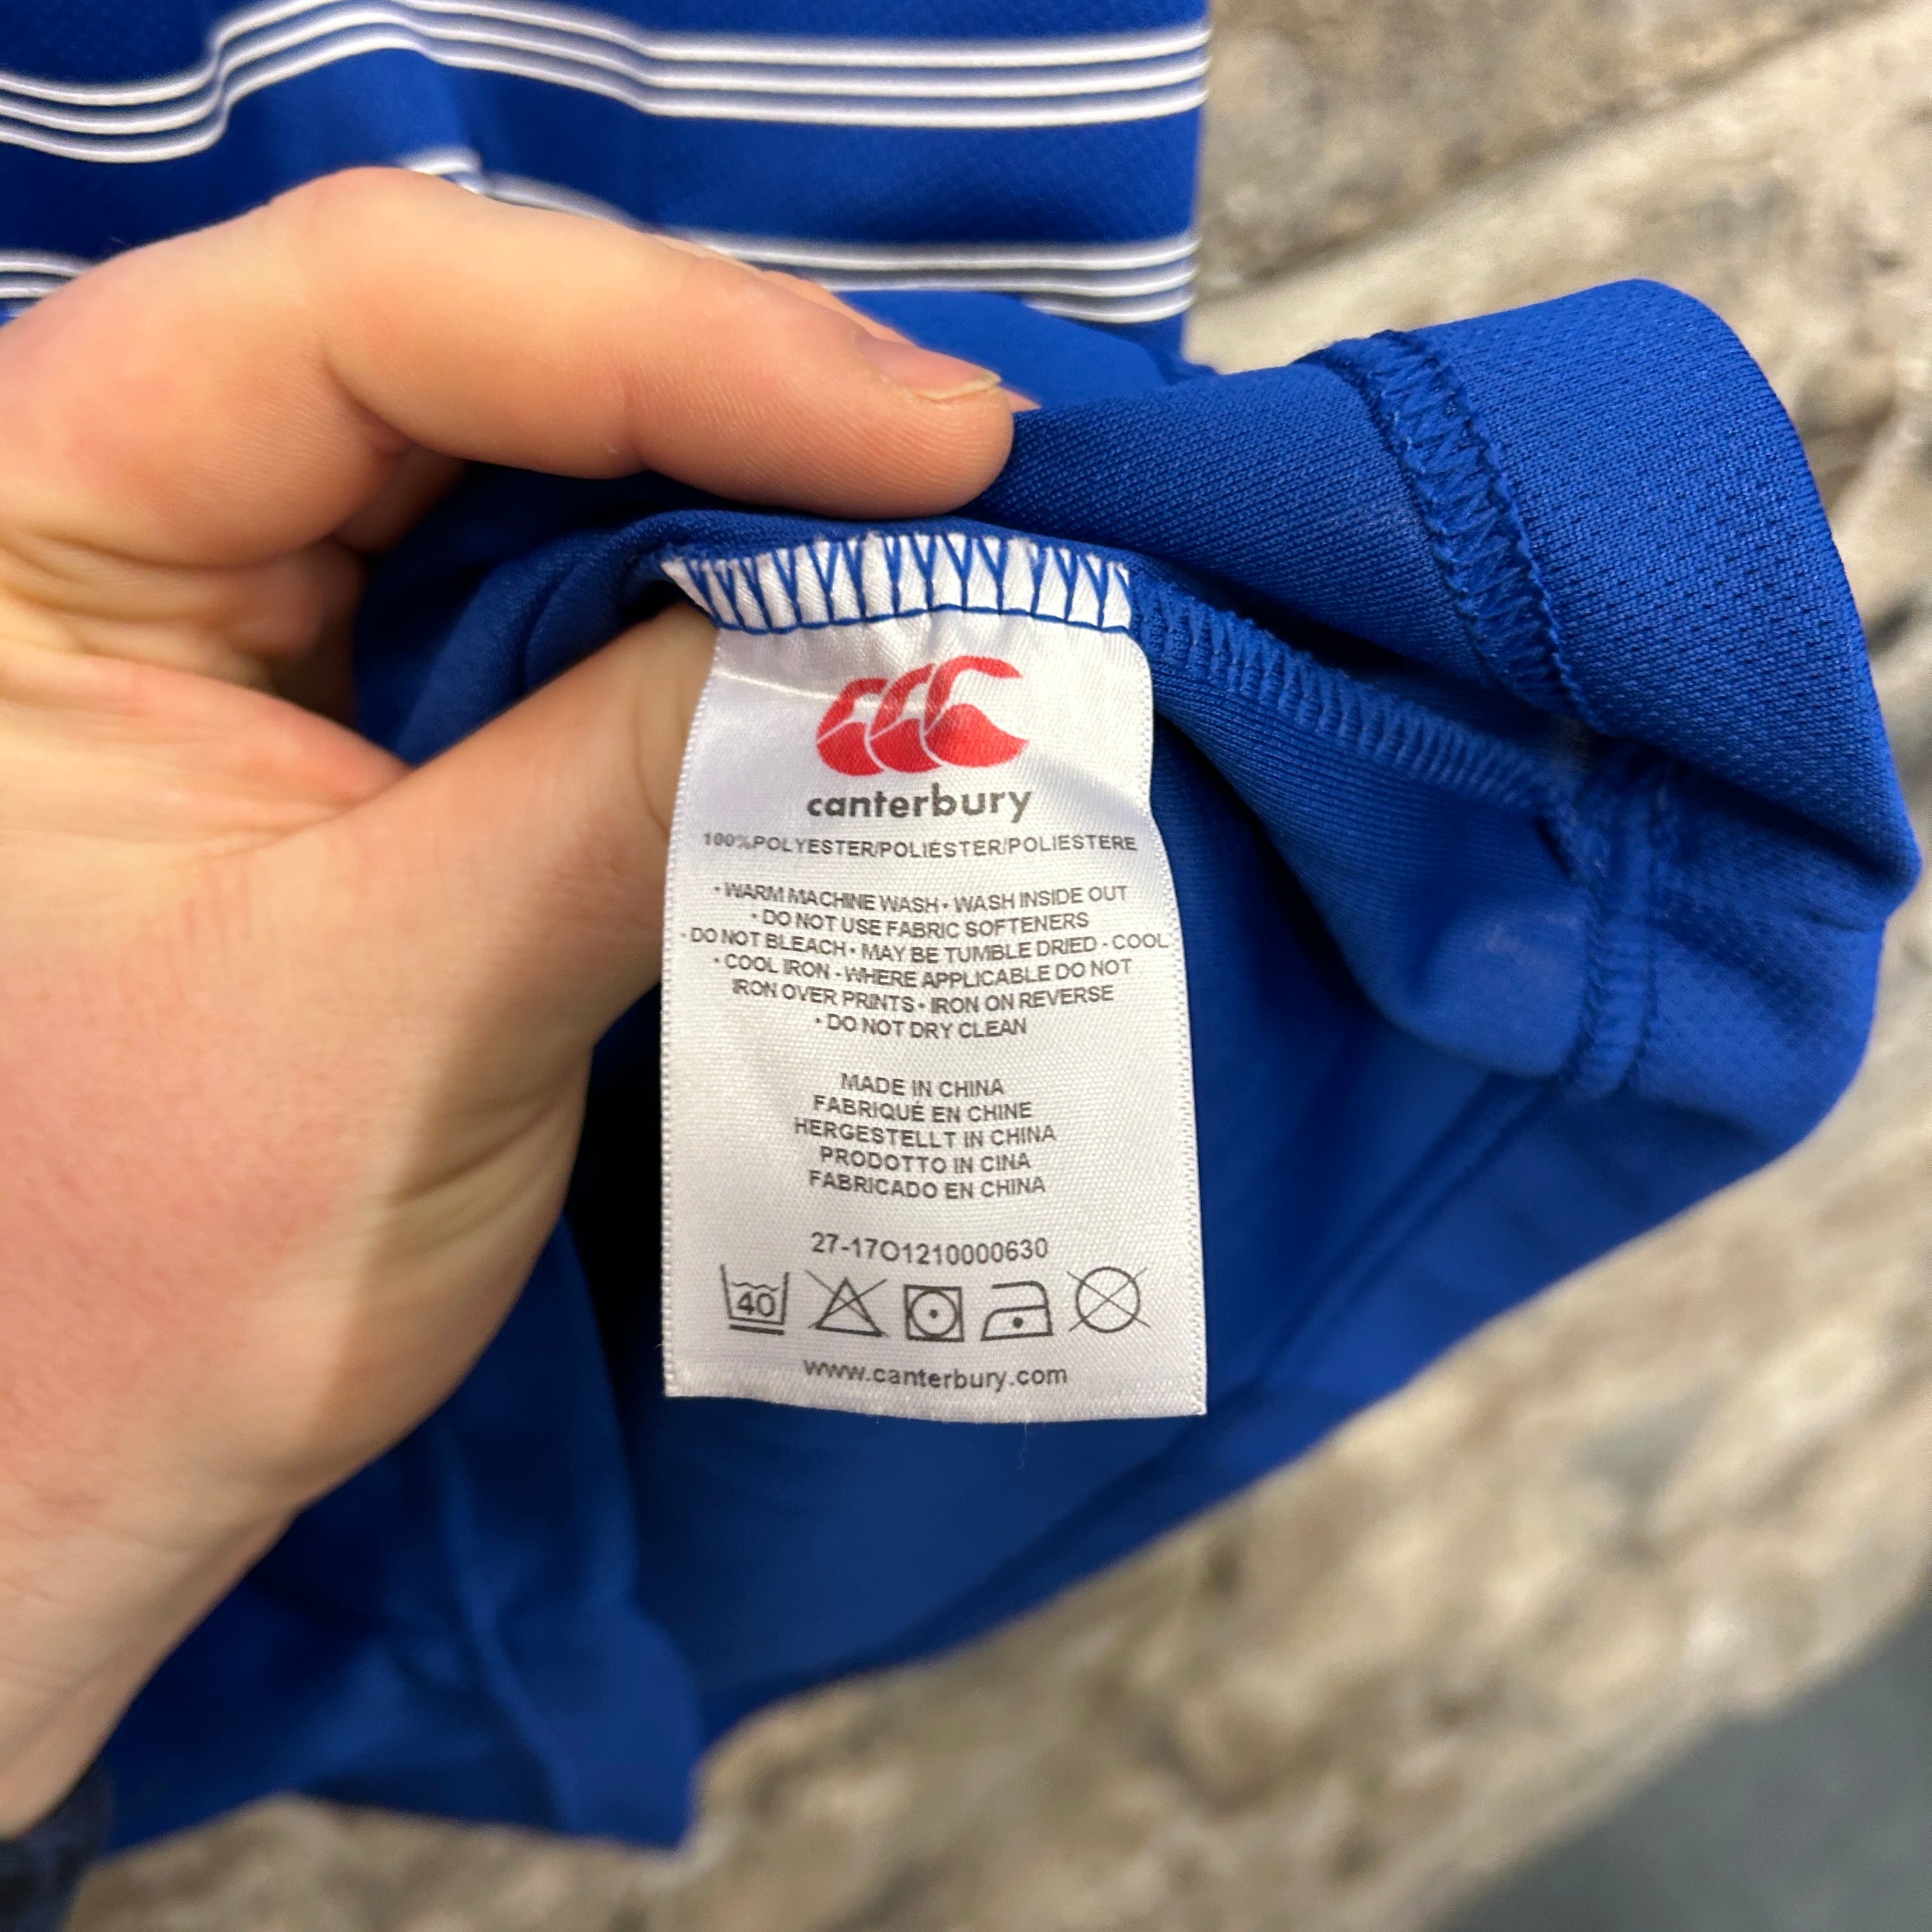 canterbury
100%POLYESTER/POLIÉSTER/POLIESTERE
• WARM MACHINE WASH • WASH INSIDE OUT
• DO NOT USE FABRIC SOFTENERS
• DO NOT BLEACH • MAY BE TUMBLE DRIED - COOL
• COOL IRON - WHERE APPLICABLE DO NOT
IRON OVER PRINTS • IRON ON REVERSE
• DO NOT DRY CLEAN
MADE IN CHINA
FABRIQUÉ EN CHINE
HERGESTELLT IN CHINA
PRODOTTO IN CINA
FABRICADO EN CHINA
27-17O1210000630
40
www.canterbury.com